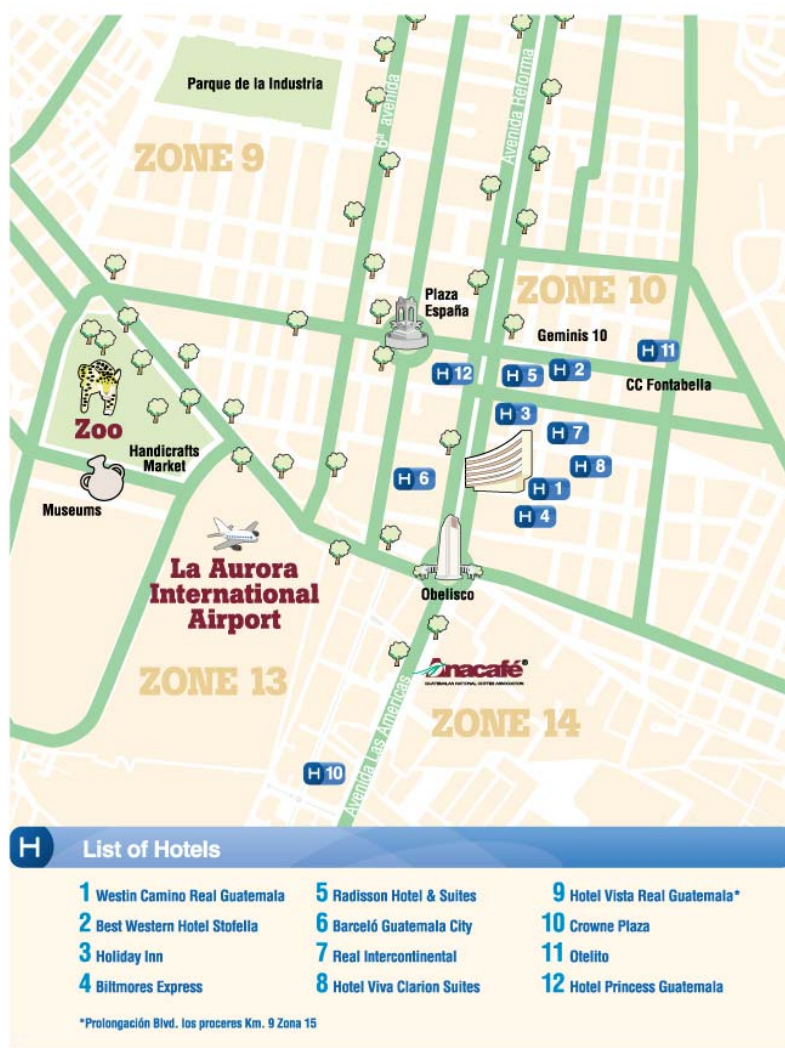 Parque de la Industria
6ª avenida
Avenida Reforma
ZONE 9
Plaza
España
ZONE 10
Geminis 10
H 11
H 12
H 5
H 2
CC Fontabella
H 3
Zoo
H 7
Handicrafts
Market
H 8
H 6
H 1
Museums
H 4
La Aurora
International
Airport
Obelisco
Anacafé®
GUATEMALAN NATIONAL COFFEE ASSOCIATION
ZONE 13
ZONE 14
Avenida Las Americas
H 10
H List of Hotels
1 Westin Camino Real Guatemala
2 Best Western Hotel Stofella
3 Holiday Inn
4 Biltmores Express
5 Radisson Hotel & Suites
6 Barceló Guatemala City
7 Real Intercontinental
8 Hotel Viva Clarion Suites
9 Hotel Vista Real Guatemala*
10 Crowne Plaza
11 Otelito
12 Hotel Princess Guatemala
*Prolongación Blvd. los proceres Km. 9 Zona 15